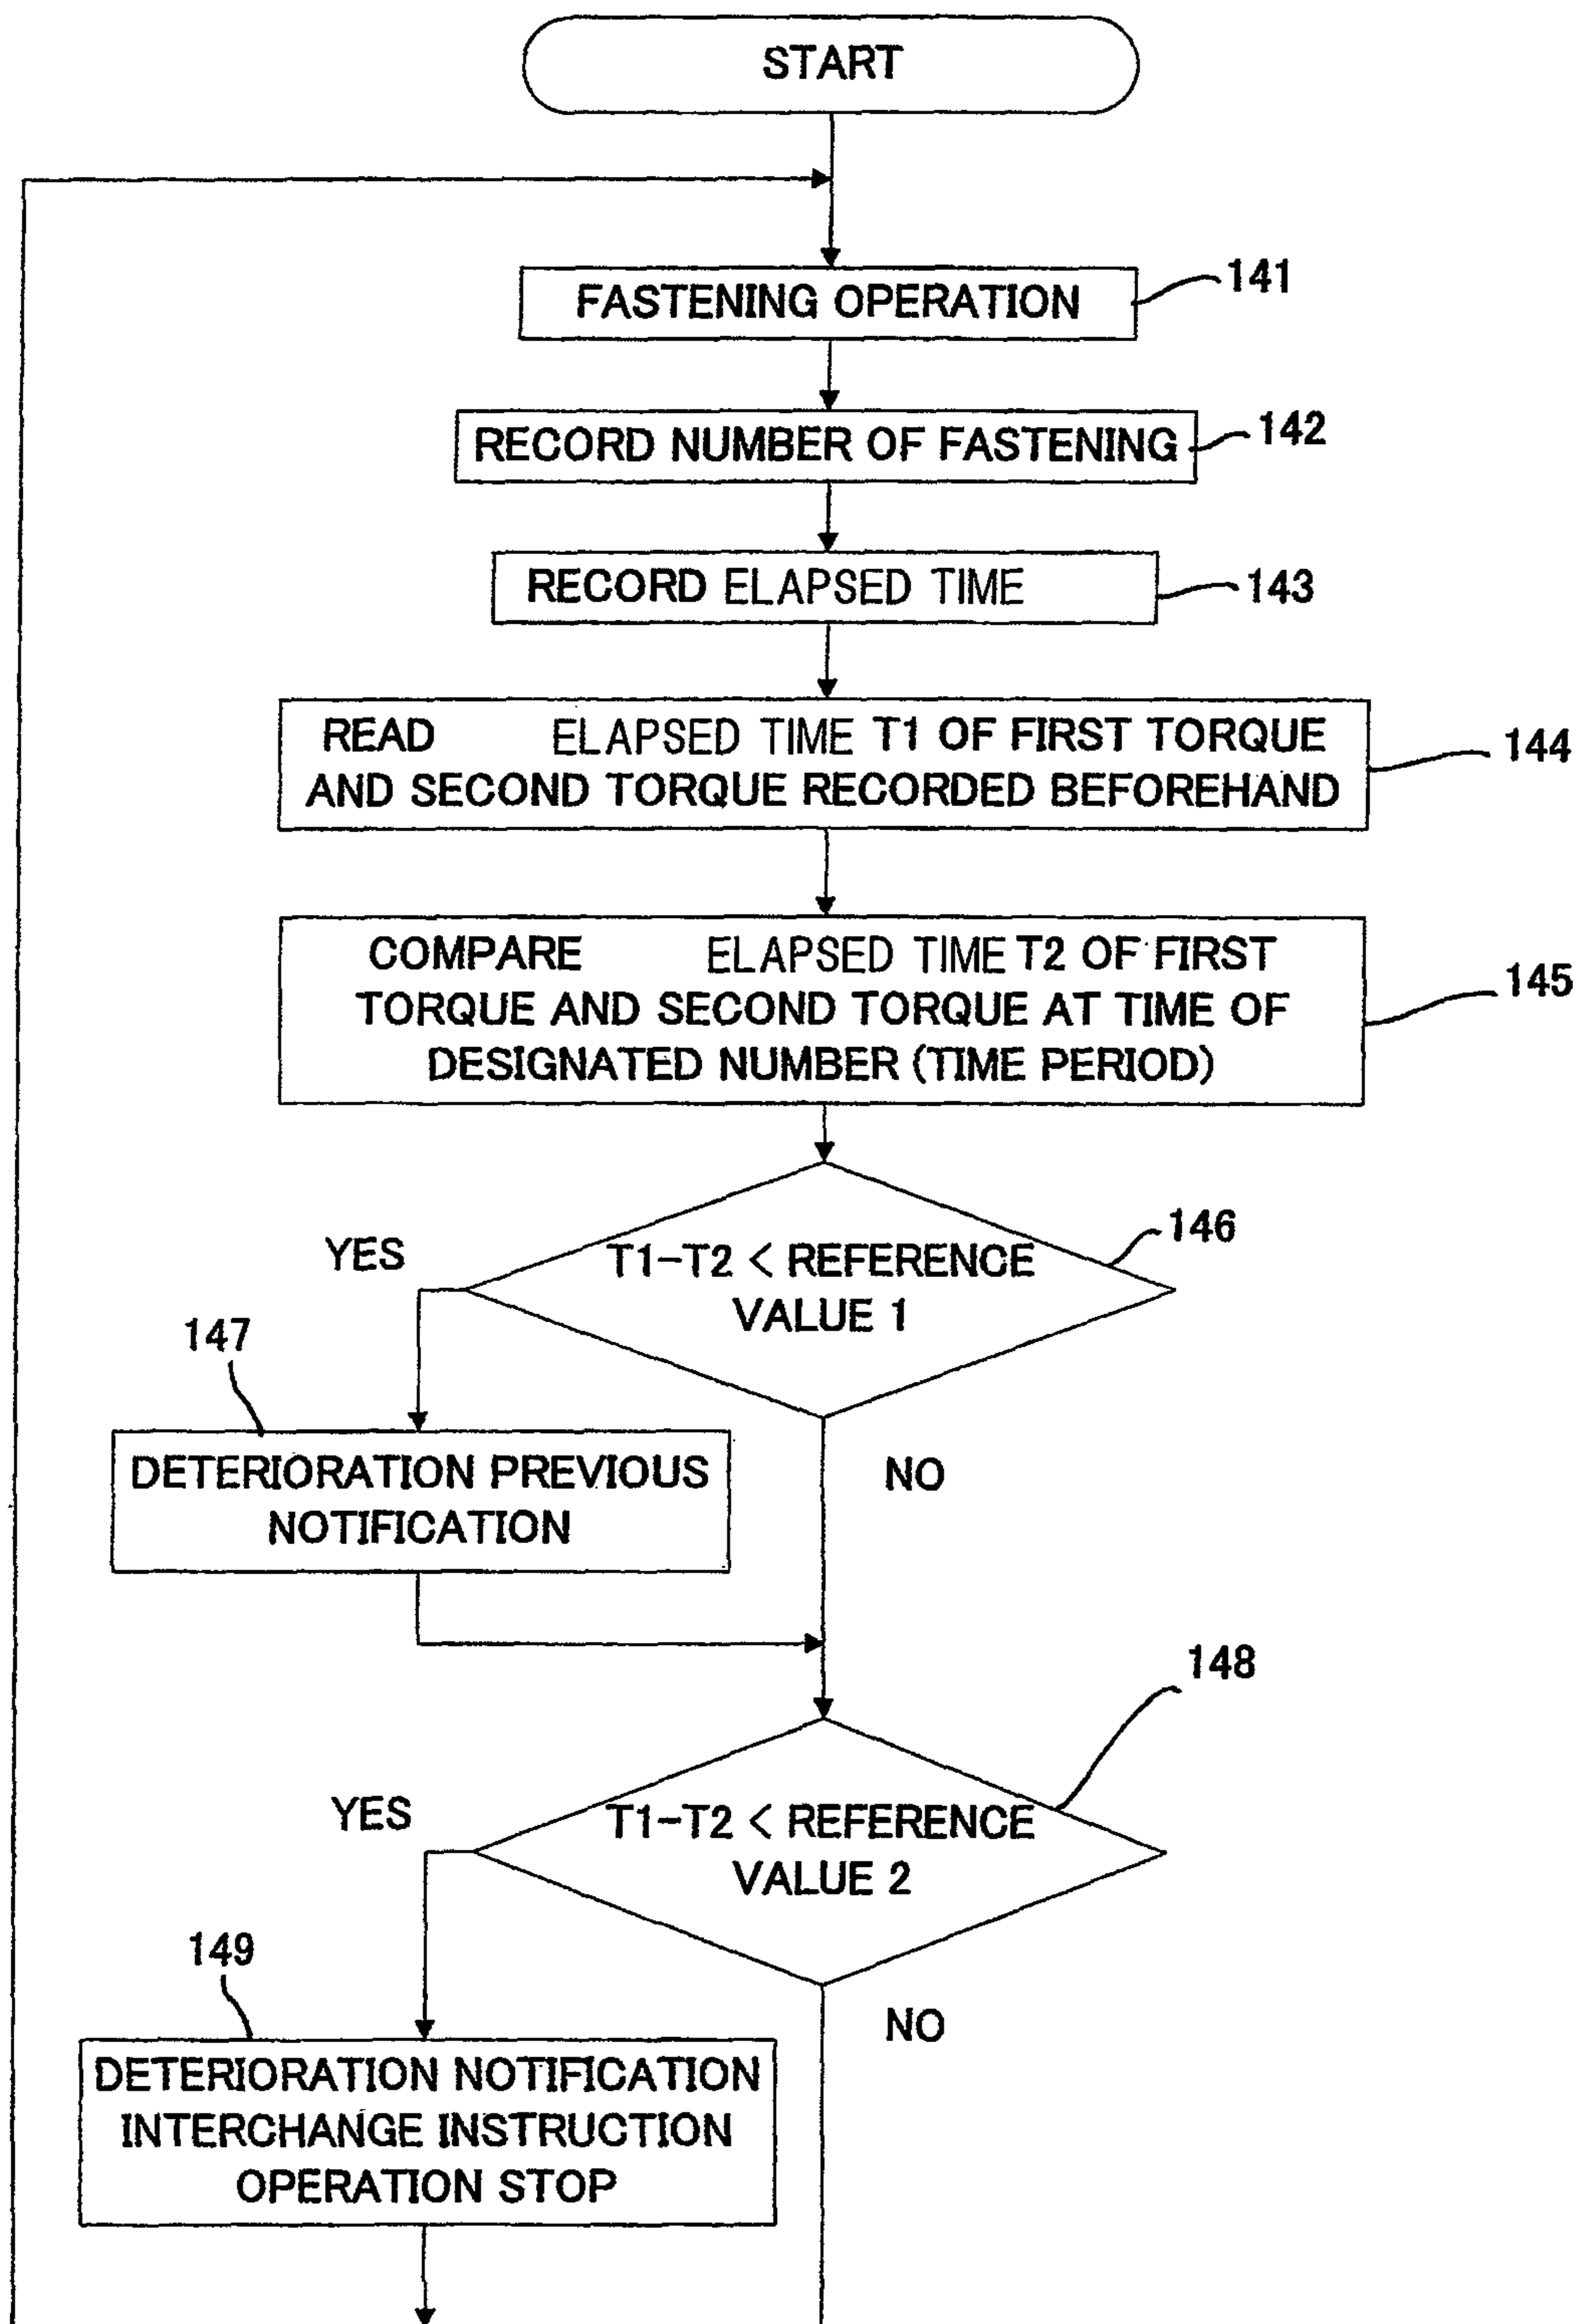 START
FASTENING OPERATION
141
RECORD NUMBER OF FASTENING
142
RECORD ELAPSED TIME
143
READ ELAPSED TIME T1 OF FIRST TORQUE
AND SECOND TORQUE RECORDED BEFOREHAND
144
COMPARE ELAPSED TIME T2 OF FIRST
TORQUE AND SECOND TORQUE AT TIME OF
DESIGNATED NUMBER (TIME PERIOD)
145
T1-T2 < REFERENCE
VALUE 1
146
YES
NO
147
DETERIORATION PREVIOUS
NOTIFICATION
T1-T2 < REFERENCE
VALUE 2
148
YES
NO
149
DETERIORATION NOTIFICATION
INTERCHANGE INSTRUCTION
OPERATION STOP